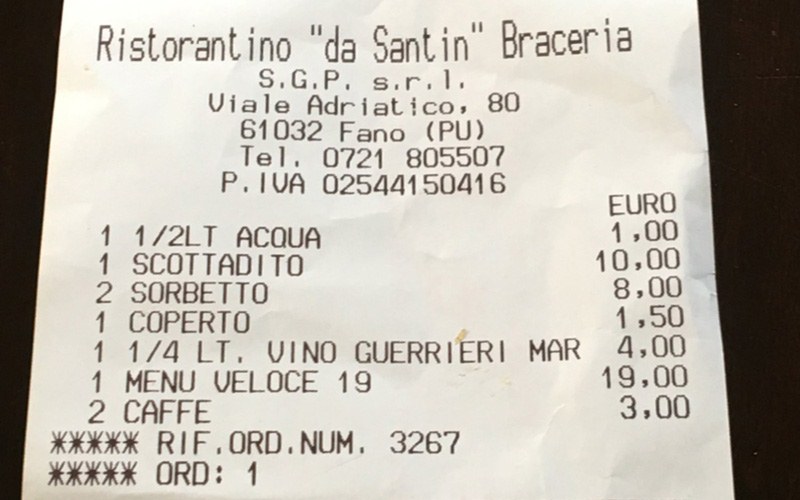 Ristorantino "da Santin" Braceria
S.G.P. s.r.l.
Viale Adriatico, 80
61032 Fano (PU)
Tel. 0721 805507
P.IVA 02544150416
EURO
1 1/2LT ACQUA 1,00
1 SCOTTADITO 10,00
2 SORBETTO 8,00
1 COPERTO 1,50
1 1/4 LT. VINO GUERRIERI MAR 4,00
1 MENU VELOCE 19 19,00
2 CAFFE 3,00
***** RIF.ORD.NUM. 3267
***** ORD: 1